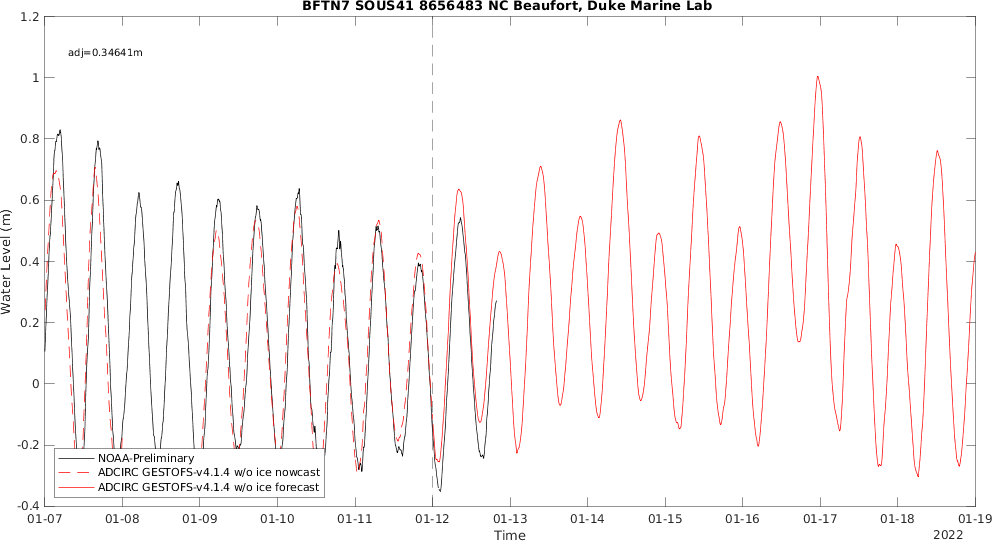 BFTN7 SOUS41 8656483 NC Beaufort, Duke Marine Lab
1.2
adj=0.34641m
1
0.8
0.6
0.4
0.2
0
-0.2
-0.4
Water Level (m)
NOAA-Preliminary
ADCIRC GESTOFS-v4.1.4 w/o ice nowcast
ADCIRC GESTOFS-v4.1.4 w/o ice forecast
01-07 01-08 01-09 01-10 01-11 01-12 01-13 01-14 01-15 01-16 01-17 01-18 01-19
Time
2022